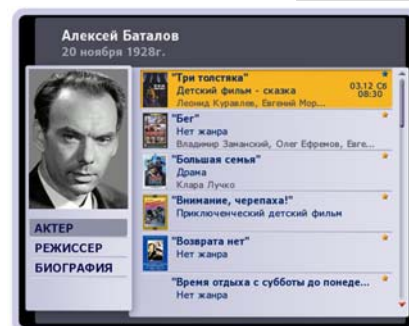 Алексей Баталов
20 ноября 1928г.
"Три толстяка"
Детский фильм - сказка
03.12 Сб
08:30
Леонид Куравлев, Евгений Мор...
"Бег"
Нет жанра
Владимир Заманский, Олег Ефремов, Евге...
"Большая семья"
Драма
Клара Лучко
"Внимание, черепаха!"
Приключенческий детский фильм
"Возврата нет"
Нет жанра
"Время отдыха с субботы до понеде...
Нет жанра
АКТЕР
РЕЖИССЕР
БИОГРАФИЯ